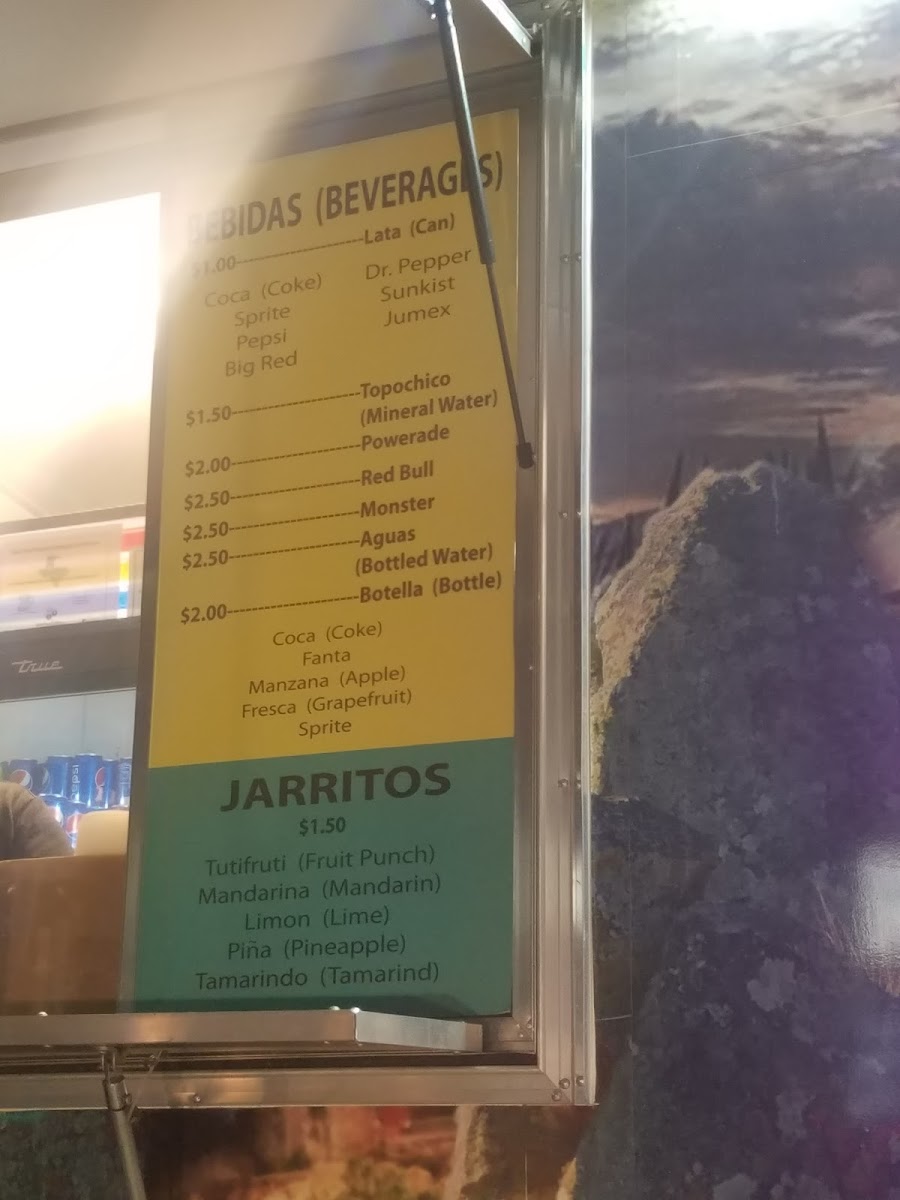 BEBIDAS (BEVERAGES)
$1.00--------------------Lata (Can)
Coca (Coke)
Sprite
Pepsi
Big Red
Dr. Pepper
Sunkist
Jumex
$1.50--------------------Topochico
(Mineral Water)
$2.00--------------------Powerade
$2.50--------------------Red Bull
$2.50--------------------Monster
$2.50--------------------Aguas
(Bottled Water)
$2.00--------------------Botella (Bottle)
Coca (Coke)
Fanta
Manzana (Apple)
Fresca (Grapefruit)
Sprite
JARRITOS
$1.50
Tutifruti (Fruit Punch)
Mandarina (Mandarin)
Limon (Lime)
Piña (Pineapple)
Tamarindo (Tamarind)
true
pepsi